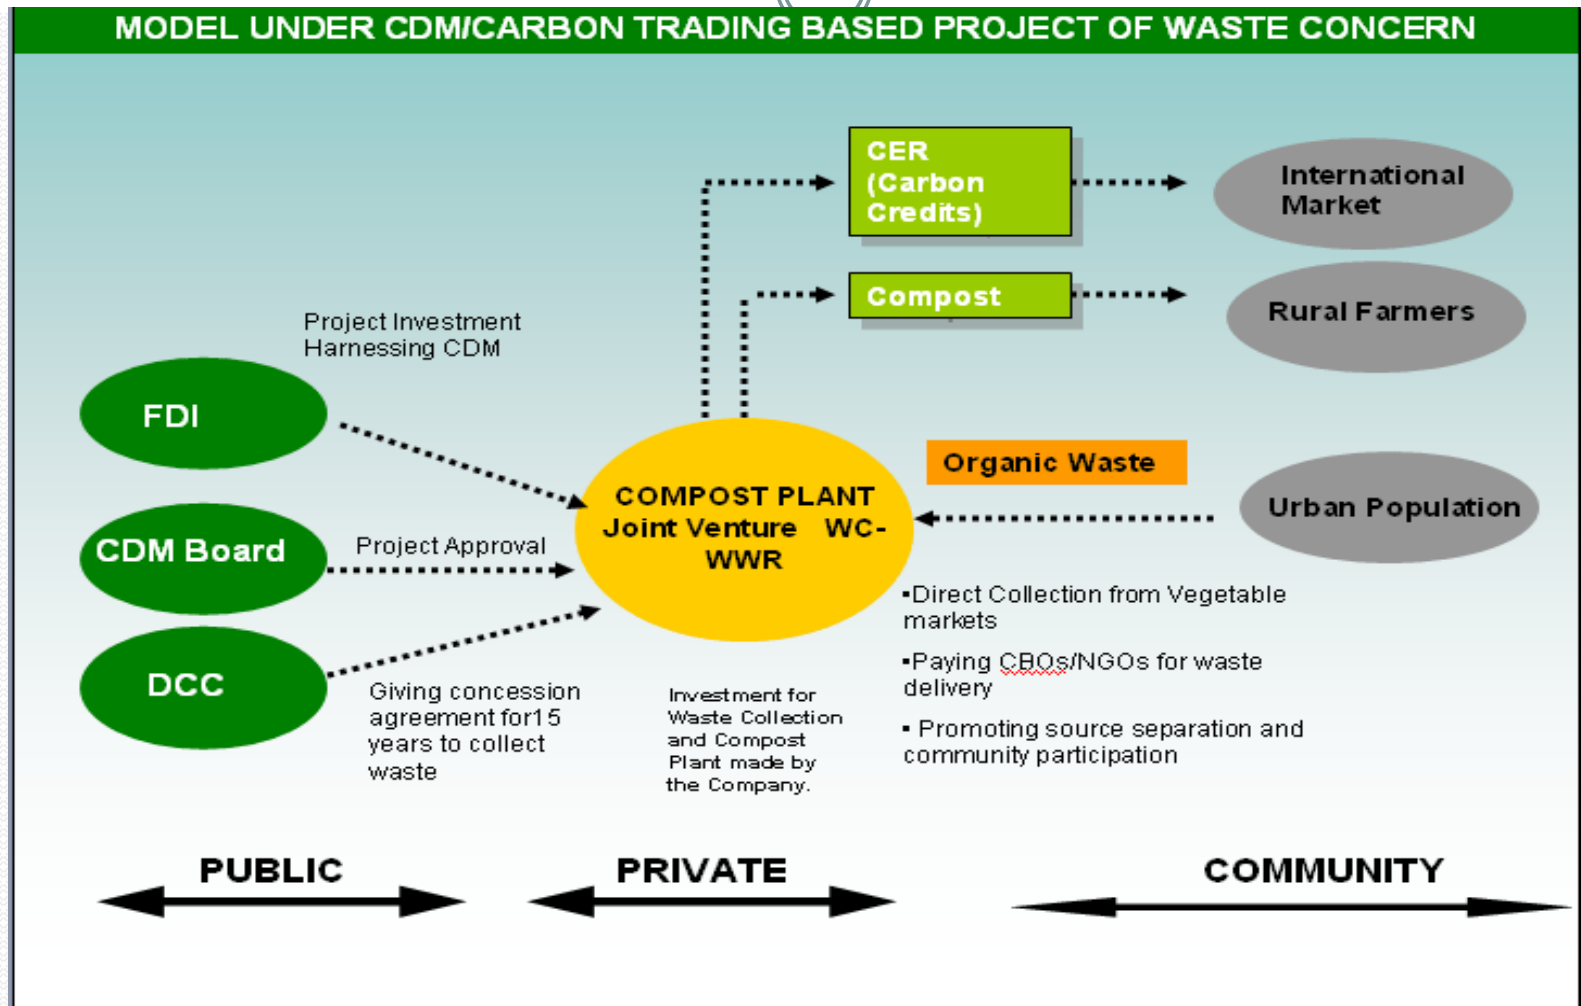 MODEL UNDER CDM/CARBON TRADING BASED PROJECT OF WASTE CONCERN
CER
(Carbon
Credits)
International
Market
Compost
Rural Farmers
Project Investment
Harnessing CDM
FDI
Organic Waste
COMPOST PLANT
Joint Venture WC-
WWR
Urban Population
CDM Board
Project Approval
▪Direct Collection from Vegetable
markets
▪Paying CBOs/NGOs for waste
delivery
▪ Promoting source separation and
community participation
DCC
Giving concession
agreement for15
years to collect
waste
Investment for
Waste Collection
and Compost
Plant made by
the Company.
PUBLIC
PRIVATE
COMMUNITY